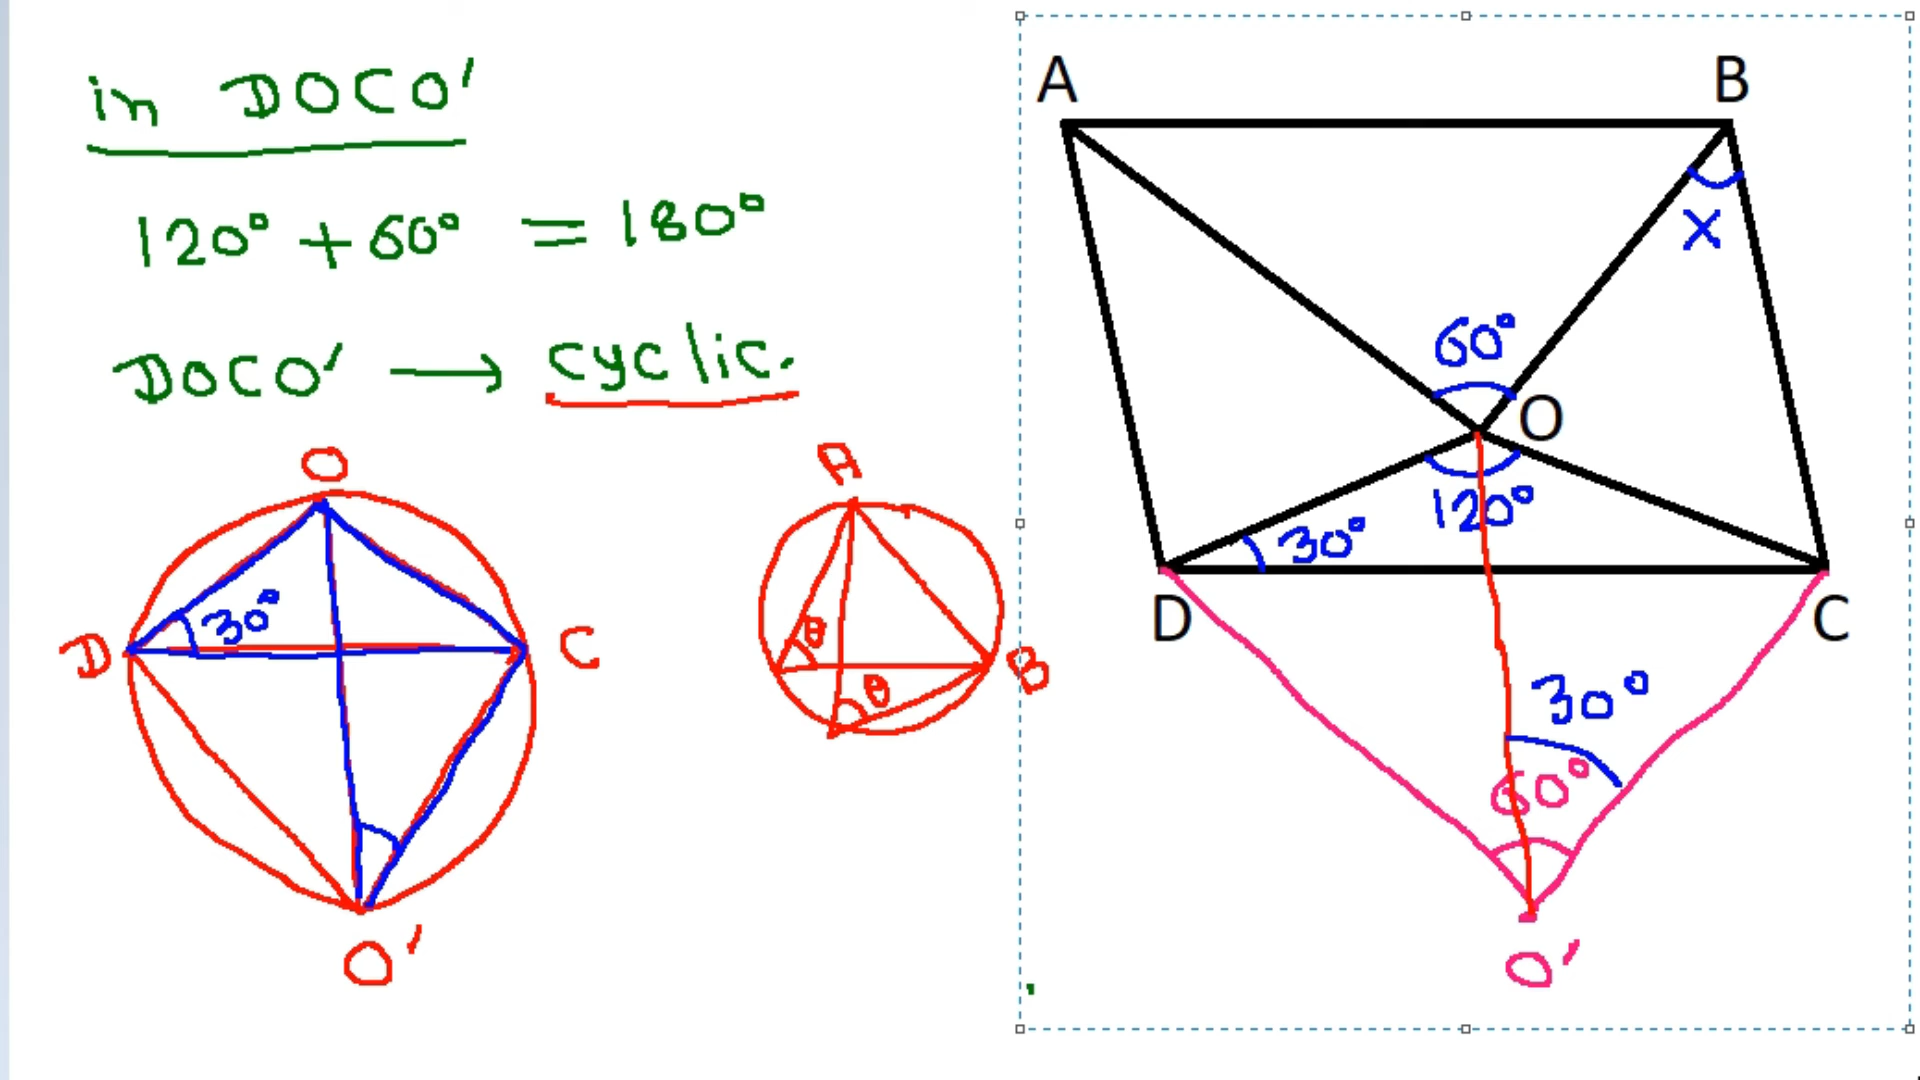 in DOCO'
120° + 60° = 180°
DOCO' → cyclic.
O
D
30°
C
O'
A
θ
θ
B
A
B
X
60°
O
120°
30°
D
C
30°
60°
O'